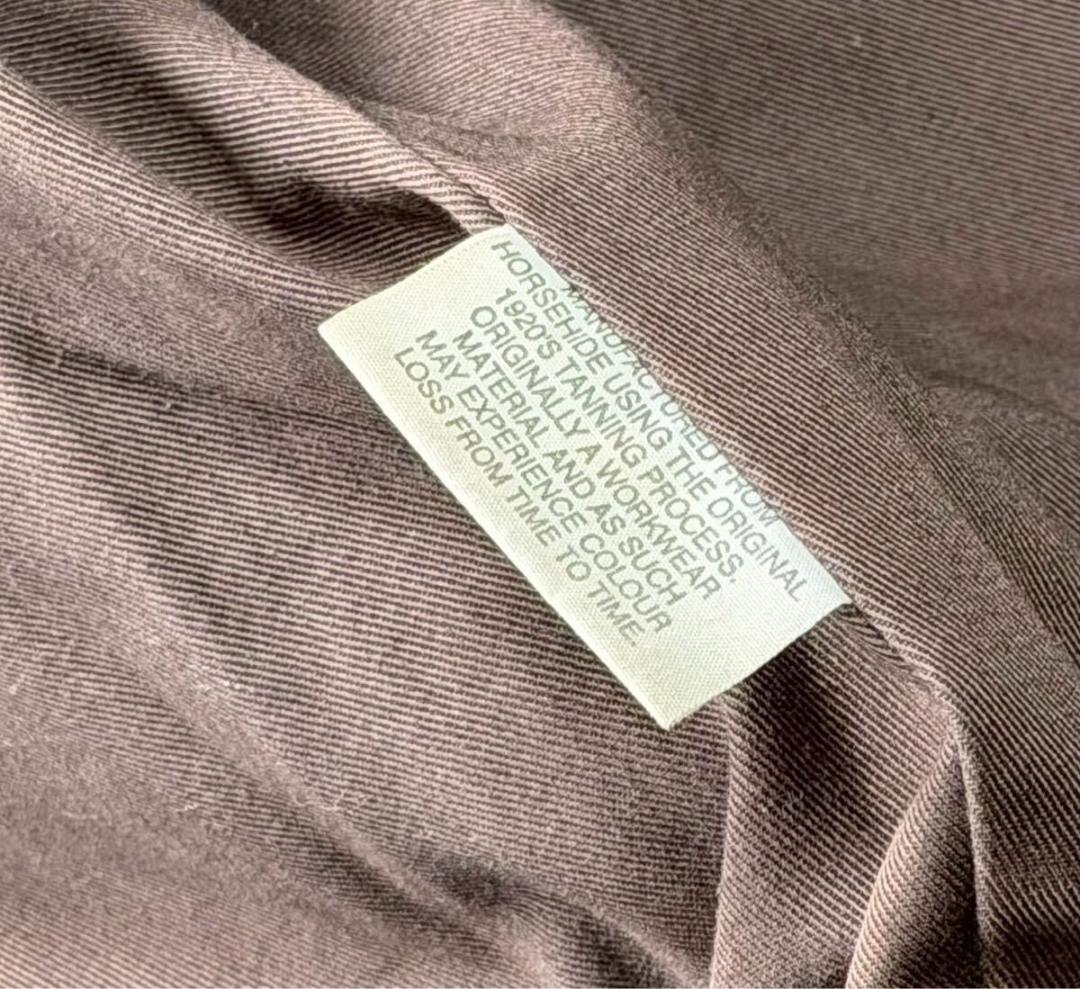 MANUFACTURED FROM
HORSEHIDE USING THE ORIGINAL
1920'S TANNING PROCESS.
ORIGINALLY A WORKWEAR
MATERIAL AND AS SUCH
MAY EXPERIENCE COLOUR
LOSS FROM TIME TO TIME.